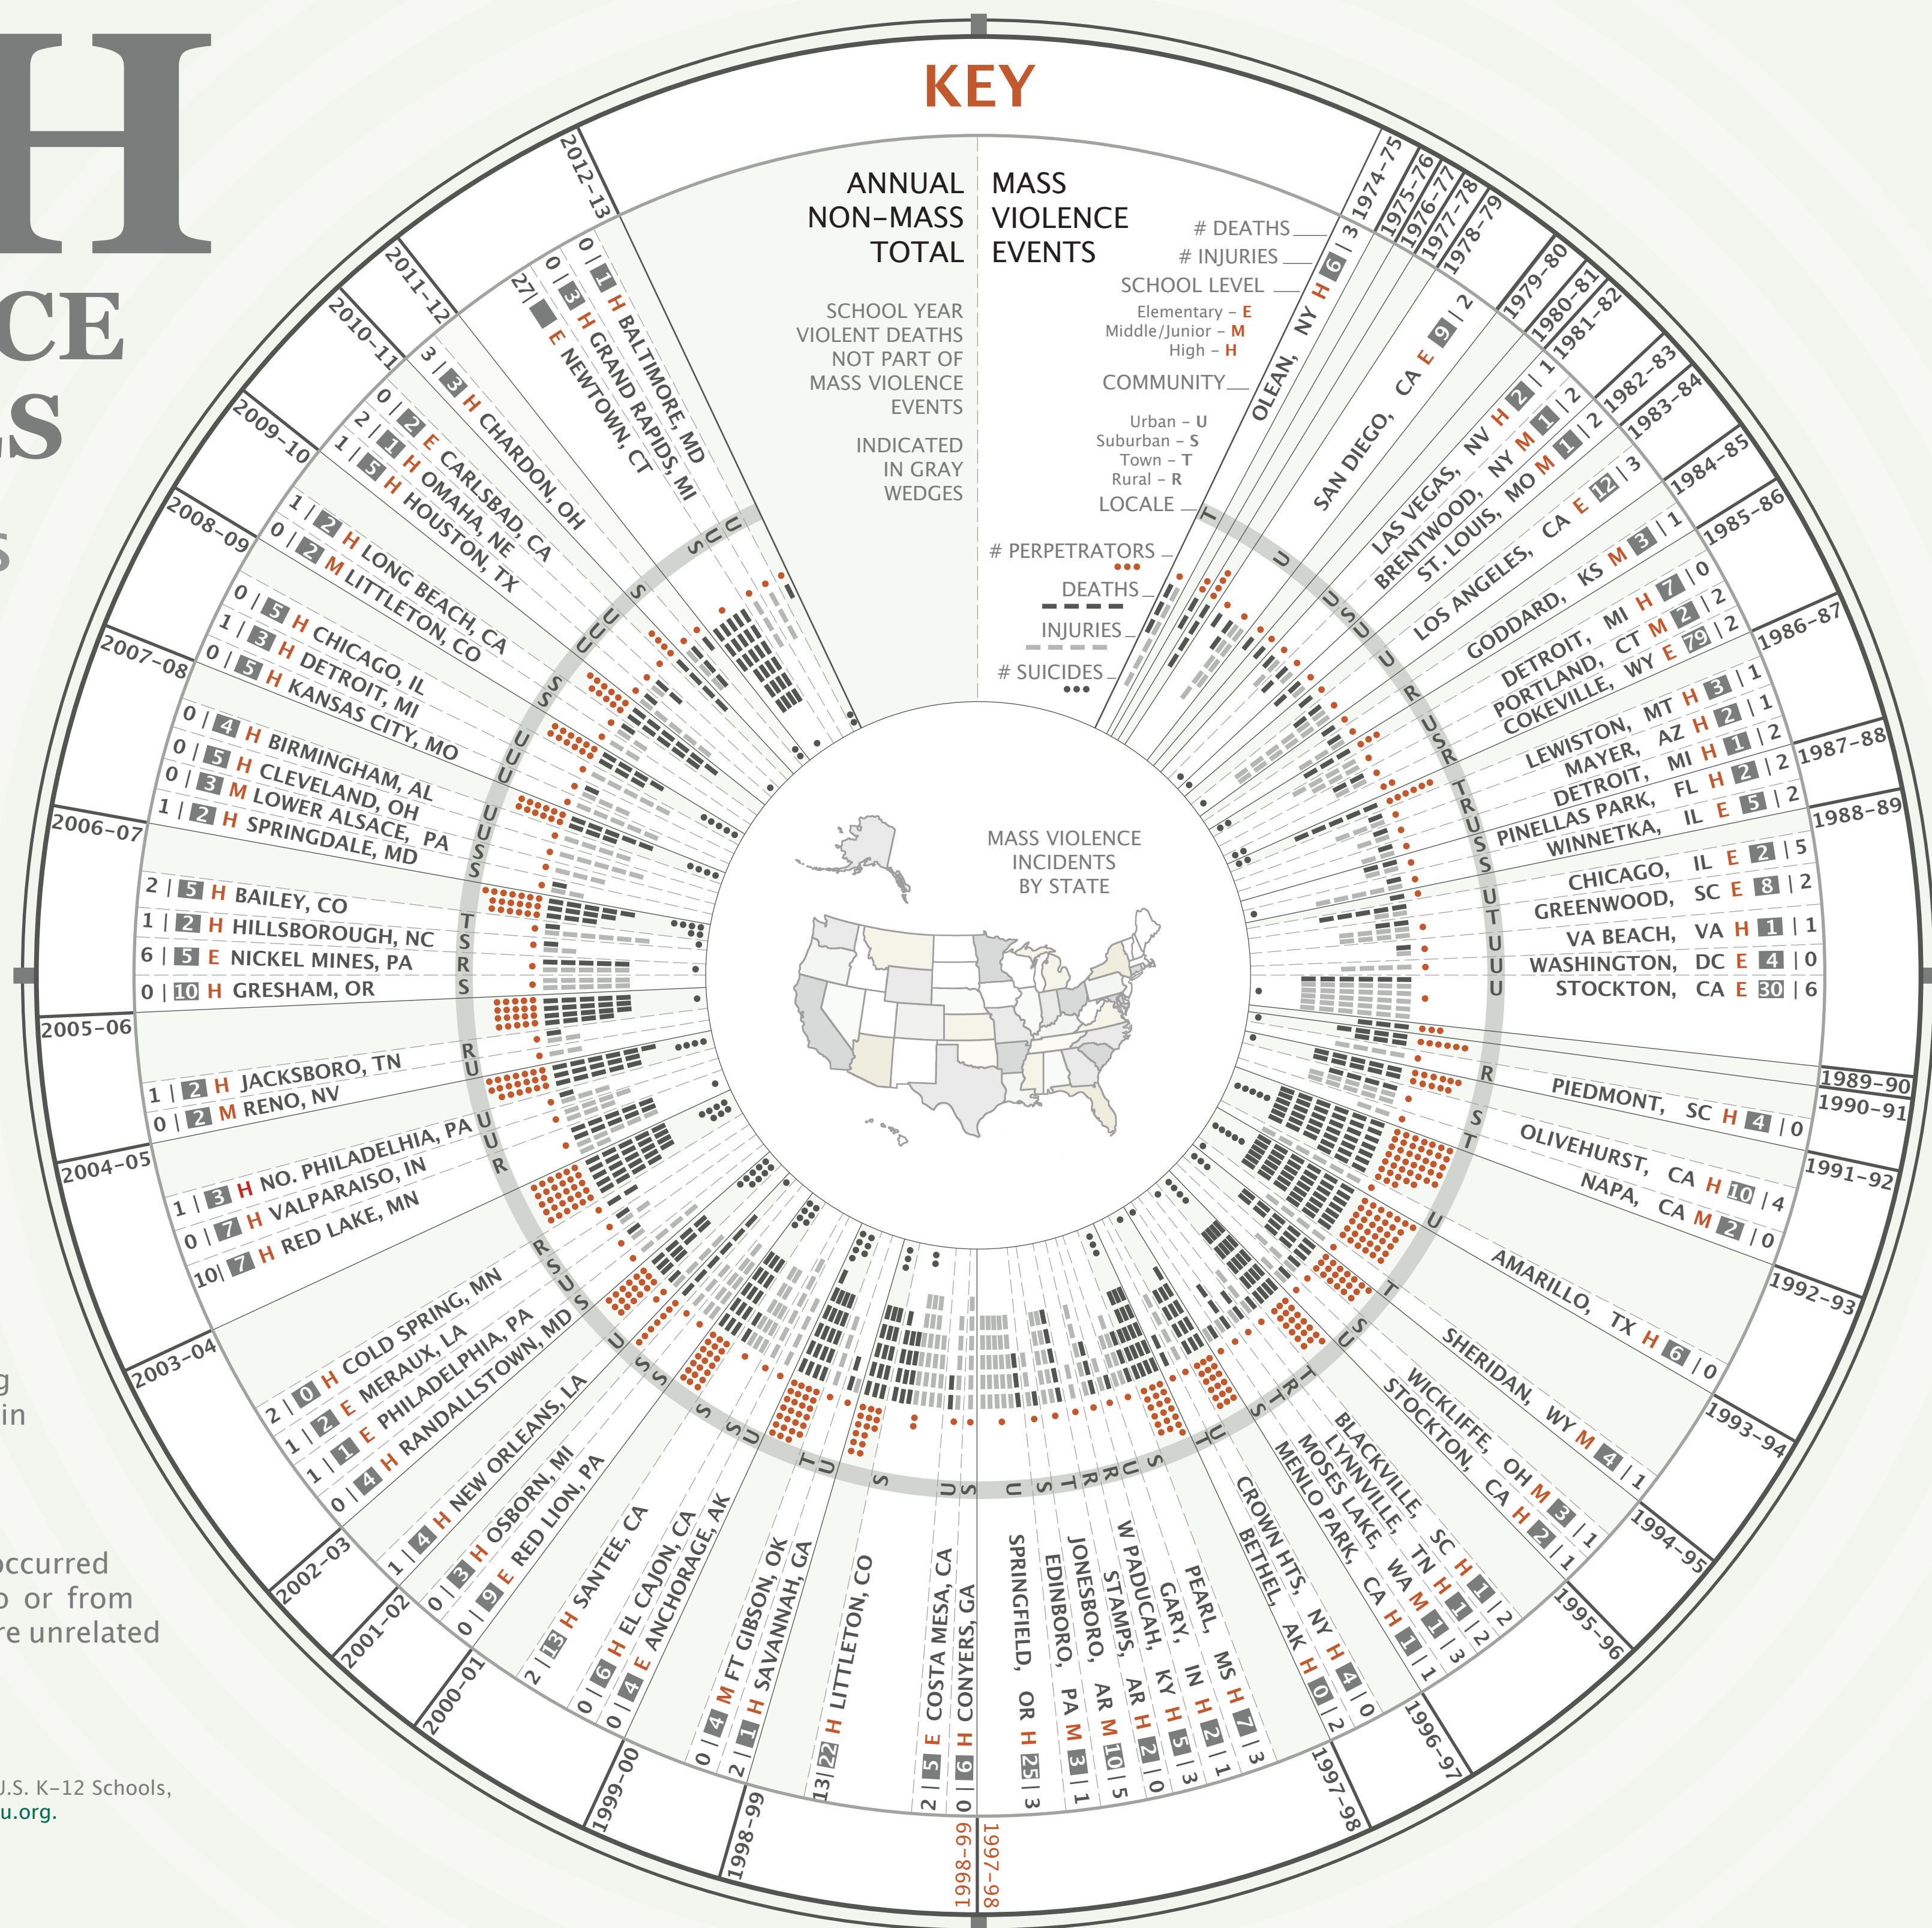 H
CE
LS
S
g
in
occurred
o or from
re unrelated
U.S. K–12 Schools,
u.org.
KEY
ANNUAL
NON–MASS
TOTAL
SCHOOL YEAR
VIOLENT DEATHS
NOT PART OF
MASS VIOLENCE
EVENTS
INDICATED
IN GRAY
WEDGES
MASS
VIOLENCE
EVENTS
# DEATHS
# INJURIES
SCHOOL LEVEL
Elementary – E
Middle/Junior – M
High – H
COMMUNITY
Urban – U
Suburban – S
Town – T
Rural – R
LOCALE
# PERPETRATORS
DEATHS
INJURIES
# SUICIDES
MASS VIOLENCE
INCIDENTS
BY STATE
1974–75
OLEAN, NY H 6 | 3
T
1975–76
1976–77
1977–78
1978–79
SAN DIEGO, CA E 9 | 2
U
1979–80
1980–81
1981–82
LAS VEGAS, NV H 2 | 1
U
BRENTWOOD, NY M 1 | 2
S
1982–83
ST. LOUIS, MO M 1 | 2
U
1983–84
LOS ANGELES, CA E 12 | 3
U
1984–85
GODDARD, KS M 3 | 1
R
1985–86
DETROIT, MI H 7 | 0
U
PORTLAND, CT M 2 | 2
S
COKEVILLE, WY E 79 | 2
R
1986–87
LEWISTON, MT H 3 | 1
T
MAYER, AZ H 2 | 1
R
DETROIT, MI H 1 | 2
U
1987–88
PINELLAS PARK, FL H 2 | 2
S
WINNETKA, IL E 5 | 2
S
1988–89
CHICAGO, IL E 2 | 5
U
GREENWOOD, SC E 8 | 2
T
VA BEACH, VA H 1 | 1
U
WASHINGTON, DC E 4 | 0
U
STOCKTON, CA E 30 | 6
U
1989–90
1990–91
PIEDMONT, SC H 4 | 0
R
1991–92
OLIVEHURST, CA H 10 | 4
S
NAPA, CA M 2 | 0
T
1992–93
AMARILLO, TX H 6 | 0
U
1993–94
SHERIDAN, WY M 4 | 1
T
1994–95
WICKLIFFE, OH M 3 | 1
S
STOCKTON, CA H 2 | 1
U
1995–96
BLACKVILLE, SC H 1 | 2
T
LYNNVILLE, TN H 1 | 2
R
MOSES LAKE, WA M 1 | 3
T
MENLO PARK, CA H 1 | 1
S
1996–97
CROWN HTS, NY H 4 | 0
U
BETHEL, AK H 0 | 2
T
1997–98
PEARL, MS H 7 | 3
S
GARY, IN H 2 | 1
U
W PADUCAH, KY H 5 | 3
R
STAMPS, AR H 2 | 0
R
JONESBORO, AR M 10 | 5
T
EDINBORO, PA M 3 | 1
S
SPRINGFIELD, OR H 25 | 3
U
1997–98
1998–99
0 | 6 H CONYERS, GA
S
2 | 5 E COSTA MESA, CA
U
13| 22 H LITTLETON, CO
S
1998–99
2 | 1 H SAVANNAH, GA
U
0 | 4 M FT GIBSON, OK
T
1999–00
0 | 4 E ANCHORAGE, AK
U
0 | 6 H EL CAJON, CA
S
2 | 13 H SANTEE, CA
S
2000–01
0 | 9 E RED LION, PA
S
0 | 3 H OSBORN, MI
S
2001–02
1 | 4 H NEW ORLEANS, LA
U
2002–03
0 | 4 H RANDALLSTOWN, MD
S
1 | 1 E PHILADELPHIA, PA
U
1 | 2 E MERAUX, LA
S
2 | 0 H COLD SPRING, MN
R
2003–04
10| 7 H RED LAKE, MN
R
0 | 7 H VALPARAISO, IN
U
1 | 3 H NO. PHILADELHIA, PA
U
2004–05
0 | 2 M RENO, NV
U
1 | 2 H JACKSBORO, TN
R
2005–06
0 | 10 H GRESHAM, OR
S
6 | 5 E NICKEL MINES, PA
R
1 | 2 H HILLSBOROUGH, NC
S
2 | 5 H BAILEY, CO
T
2006–07
1 | 2 H SPRINGDALE, MD
S
0 | 3 M LOWER ALSACE, PA
S
0 | 5 H CLEVELAND, OH
U
0 | 4 H BIRMINGHAM, AL
U
2007–08
0 | 5 H KANSAS CITY, MO
U
1 | 3 H DETROIT, MI
U
0 | 5 H CHICAGO, IL
U
2008–09
0 | 2 M LITTLETON, CO
S
1 | 2 H LONG BEACH, CA
S
2009–10
1 | 5 H HOUSTON, TX
U
2 | 1 H OMAHA, NE
U
0 | 2 E CARLSBAD, CA
U
2010–11
3 | 3 H CHARDON, OH
S
2011–12
27| E NEWTOWN, CT
S
0 | 3 H GRAND RAPIDS, MI
U
0 | 1 H BALTIMORE, MD
U
2012–13